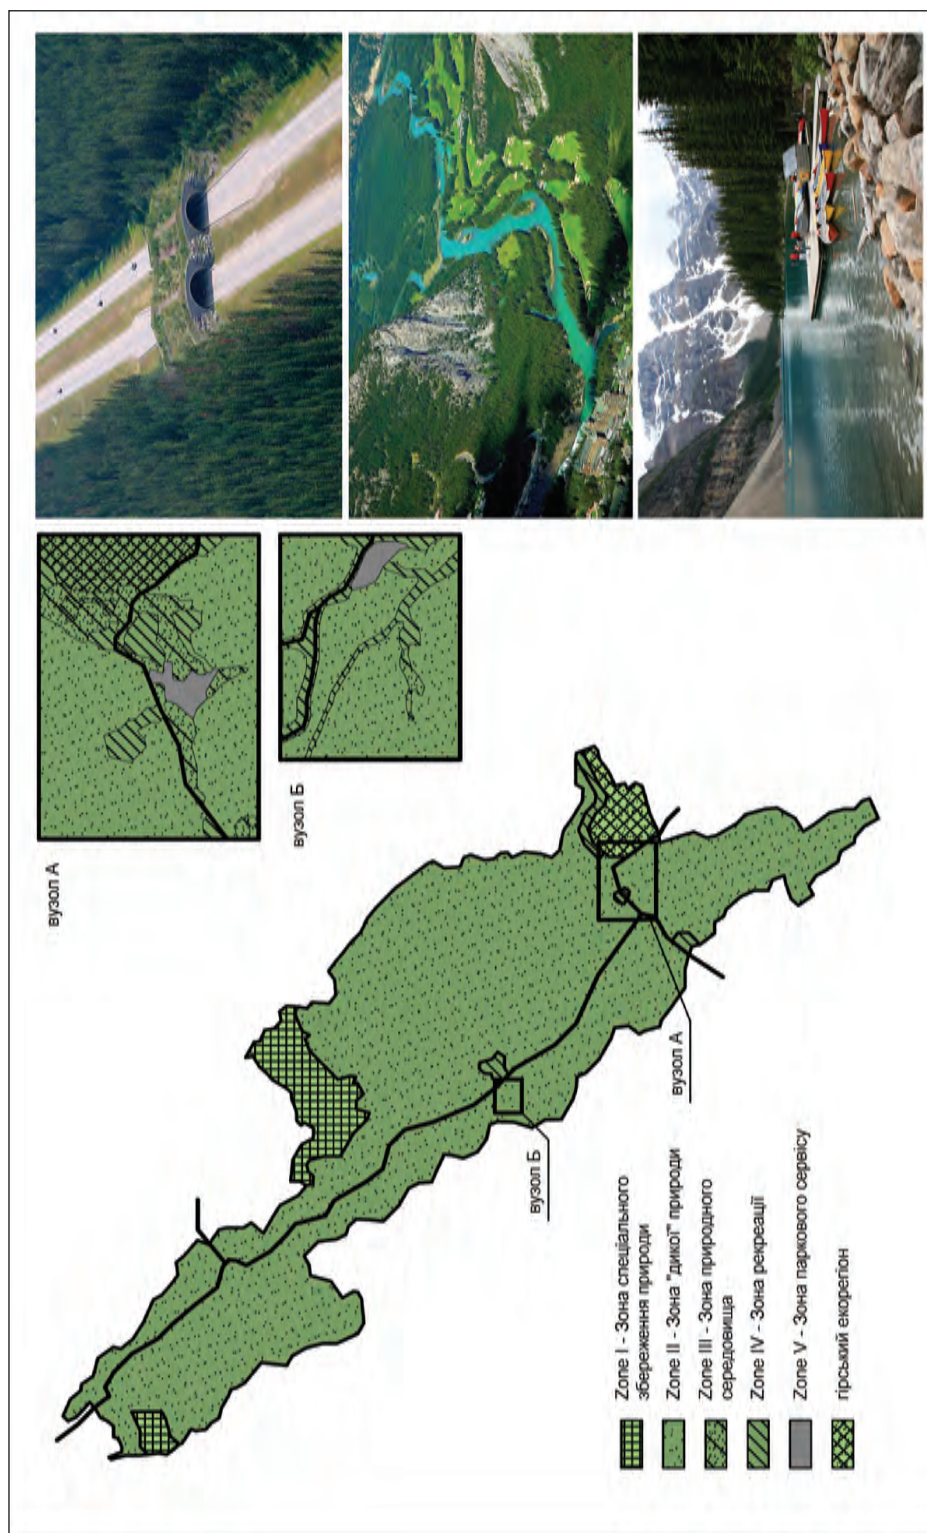 вузол А
вузол Б
вузол Б
вузол А
Zone I - Зона спеціального
збереження природи
Zone II - Зона "дикої" природи
Zone III - Зона природного
середовища
Zone IV - Зона рекреації
Zone V - Зона паркового сервісу
гірський екорегіон